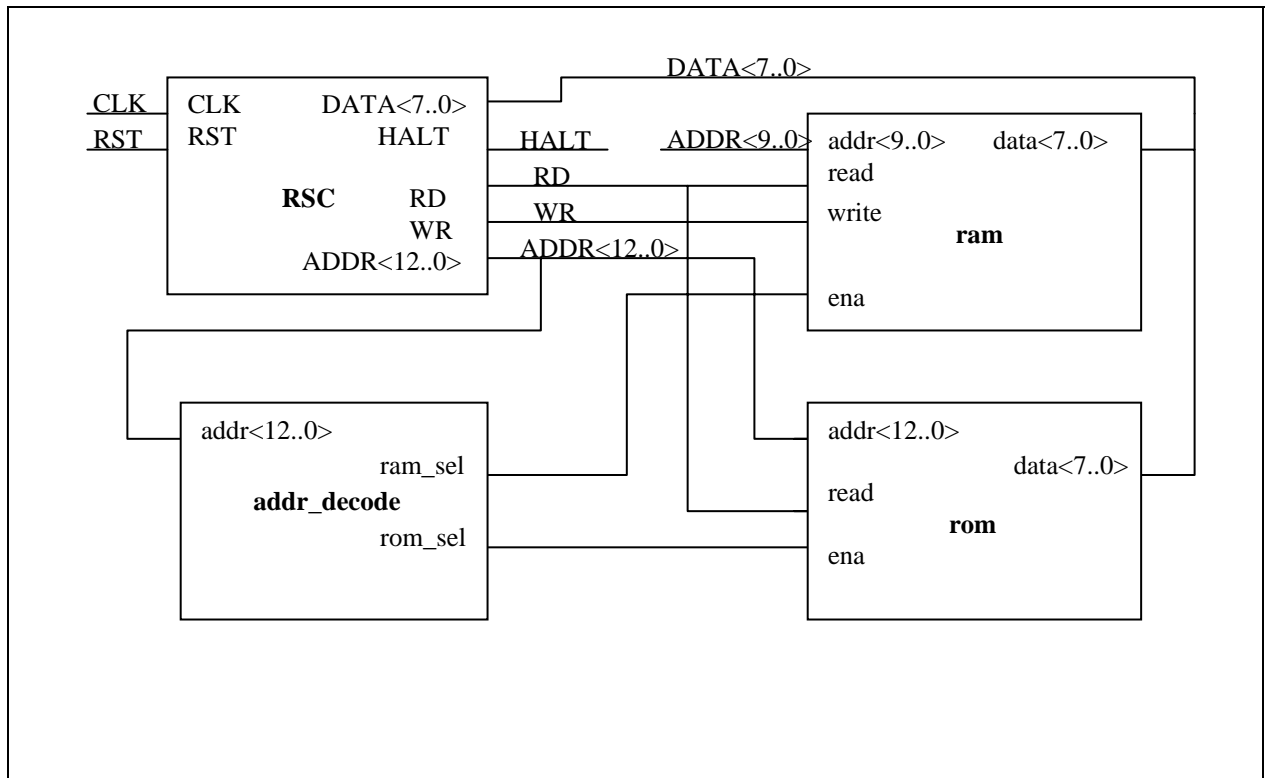 DATA<7..0>
CLK
CLK
DATA<7..0>
RST
RST
HALT
HALT
RSC
RD
RD
WR
WR
ADDR<12..0>
ADDR<12..0>
ADDR<9..0>
addr<9..0>
data<7..0>
read
write
ram
ena
addr<12..0>
ram_sel
addr_decode
rom_sel
addr<12..0>
data<7..0>
read
rom
ena